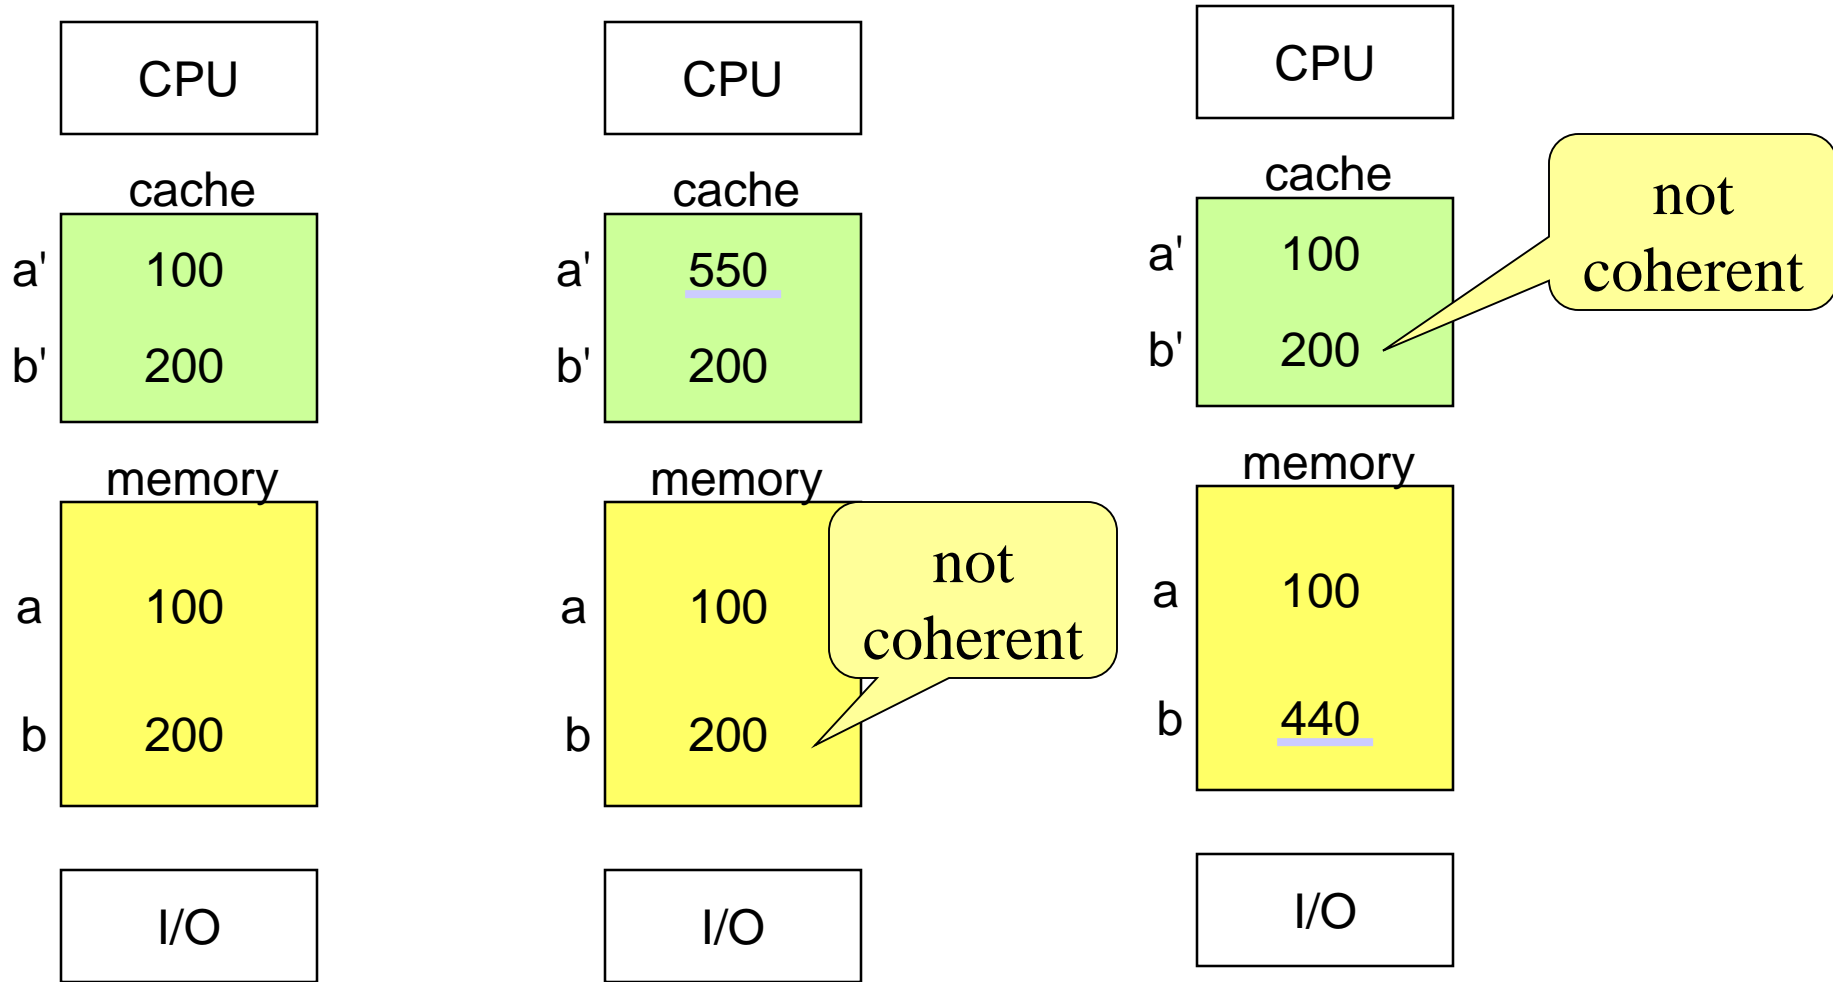 CPU
cache
a' 100
b' 200
memory
a 100
b 200
I/O
CPU
cache
a' 550
b' 200
memory
a 100
b 200
not
coherent
I/O
CPU
cache
a' 100
b' 200
not
coherent
memory
a 100
b 440
I/O